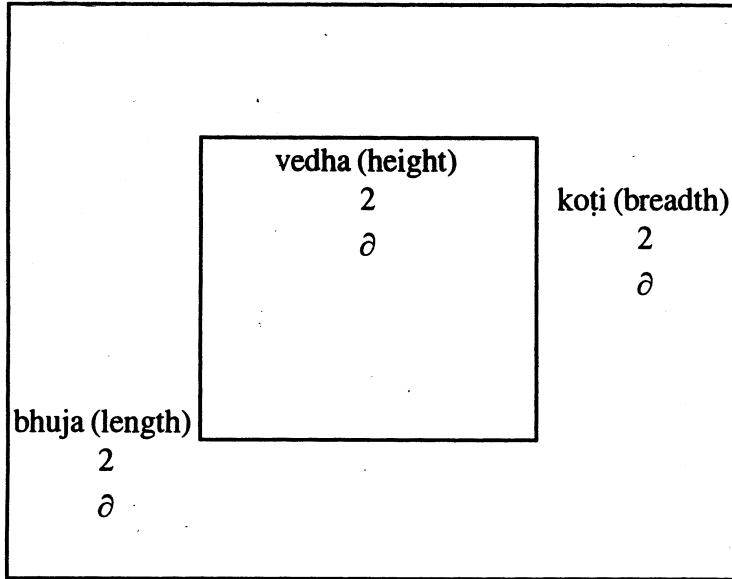 vedha (height)
2
∂
koṭi (breadth)
2
∂
bhuja (length)
2
∂